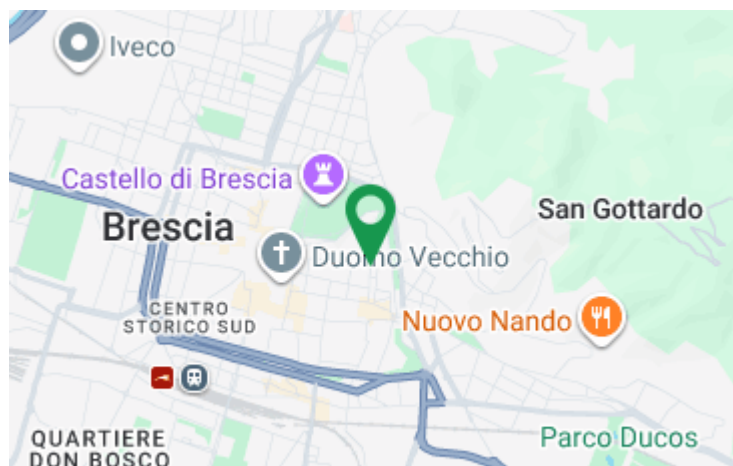 Iveco
Castello di Brescia
San Gottardo
Brescia
Duomo Vecchio
CENTRO
STORICO SUD
Nuovo Nando
QUARTIERE
DON BOSCO
Parco Ducos